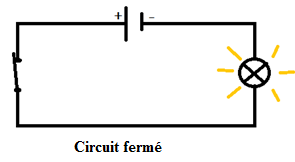 + -
Circuit fermé